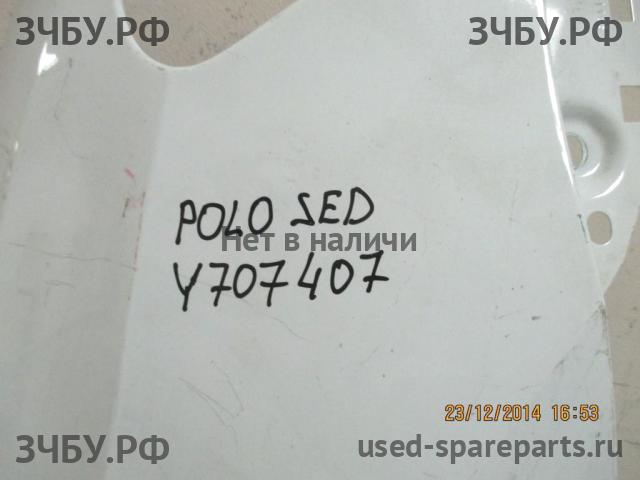 ЗЧБУ.РФ ЗЧБУ.РФ
POLO SED
Нет в наличи
Y707407
23/12/2014 16:53
ЗЧБУ.РФ used-spareparts.ru